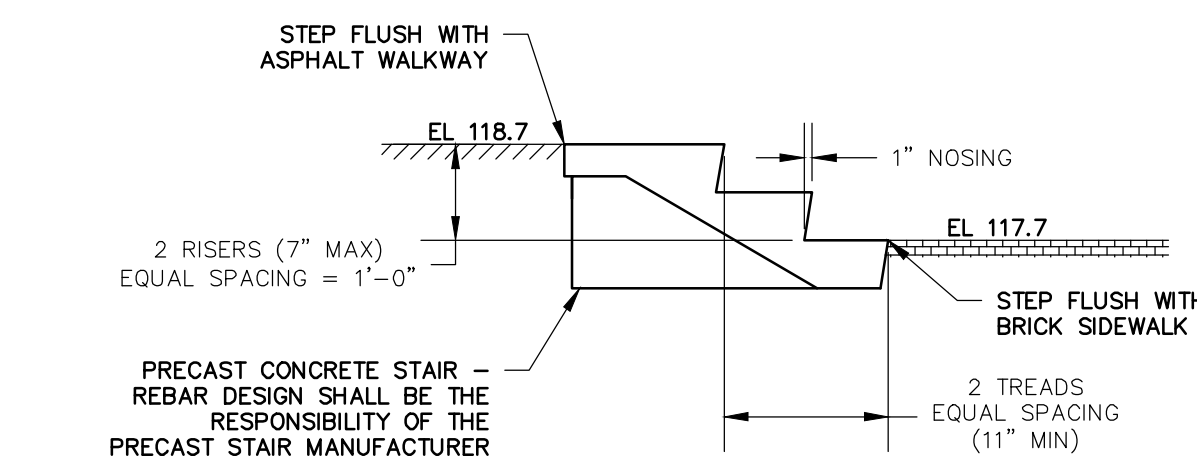 STEP FLUSH WITH
ASPHALT WALKWAY
EL 118.7
1” NOSING
EL 117.7
2 RISERS (7” MAX)
EQUAL SPACING = 1’–0”
STEP FLUSH WITH
BRICK SIDEWALK
PRECAST CONCRETE STAIR –
REBAR DESIGN SHALL BE THE
RESPONSIBILITY OF THE
PRECAST STAIR MANUFACTURER
2 TREADS
EQUAL SPACING
(11” MIN)